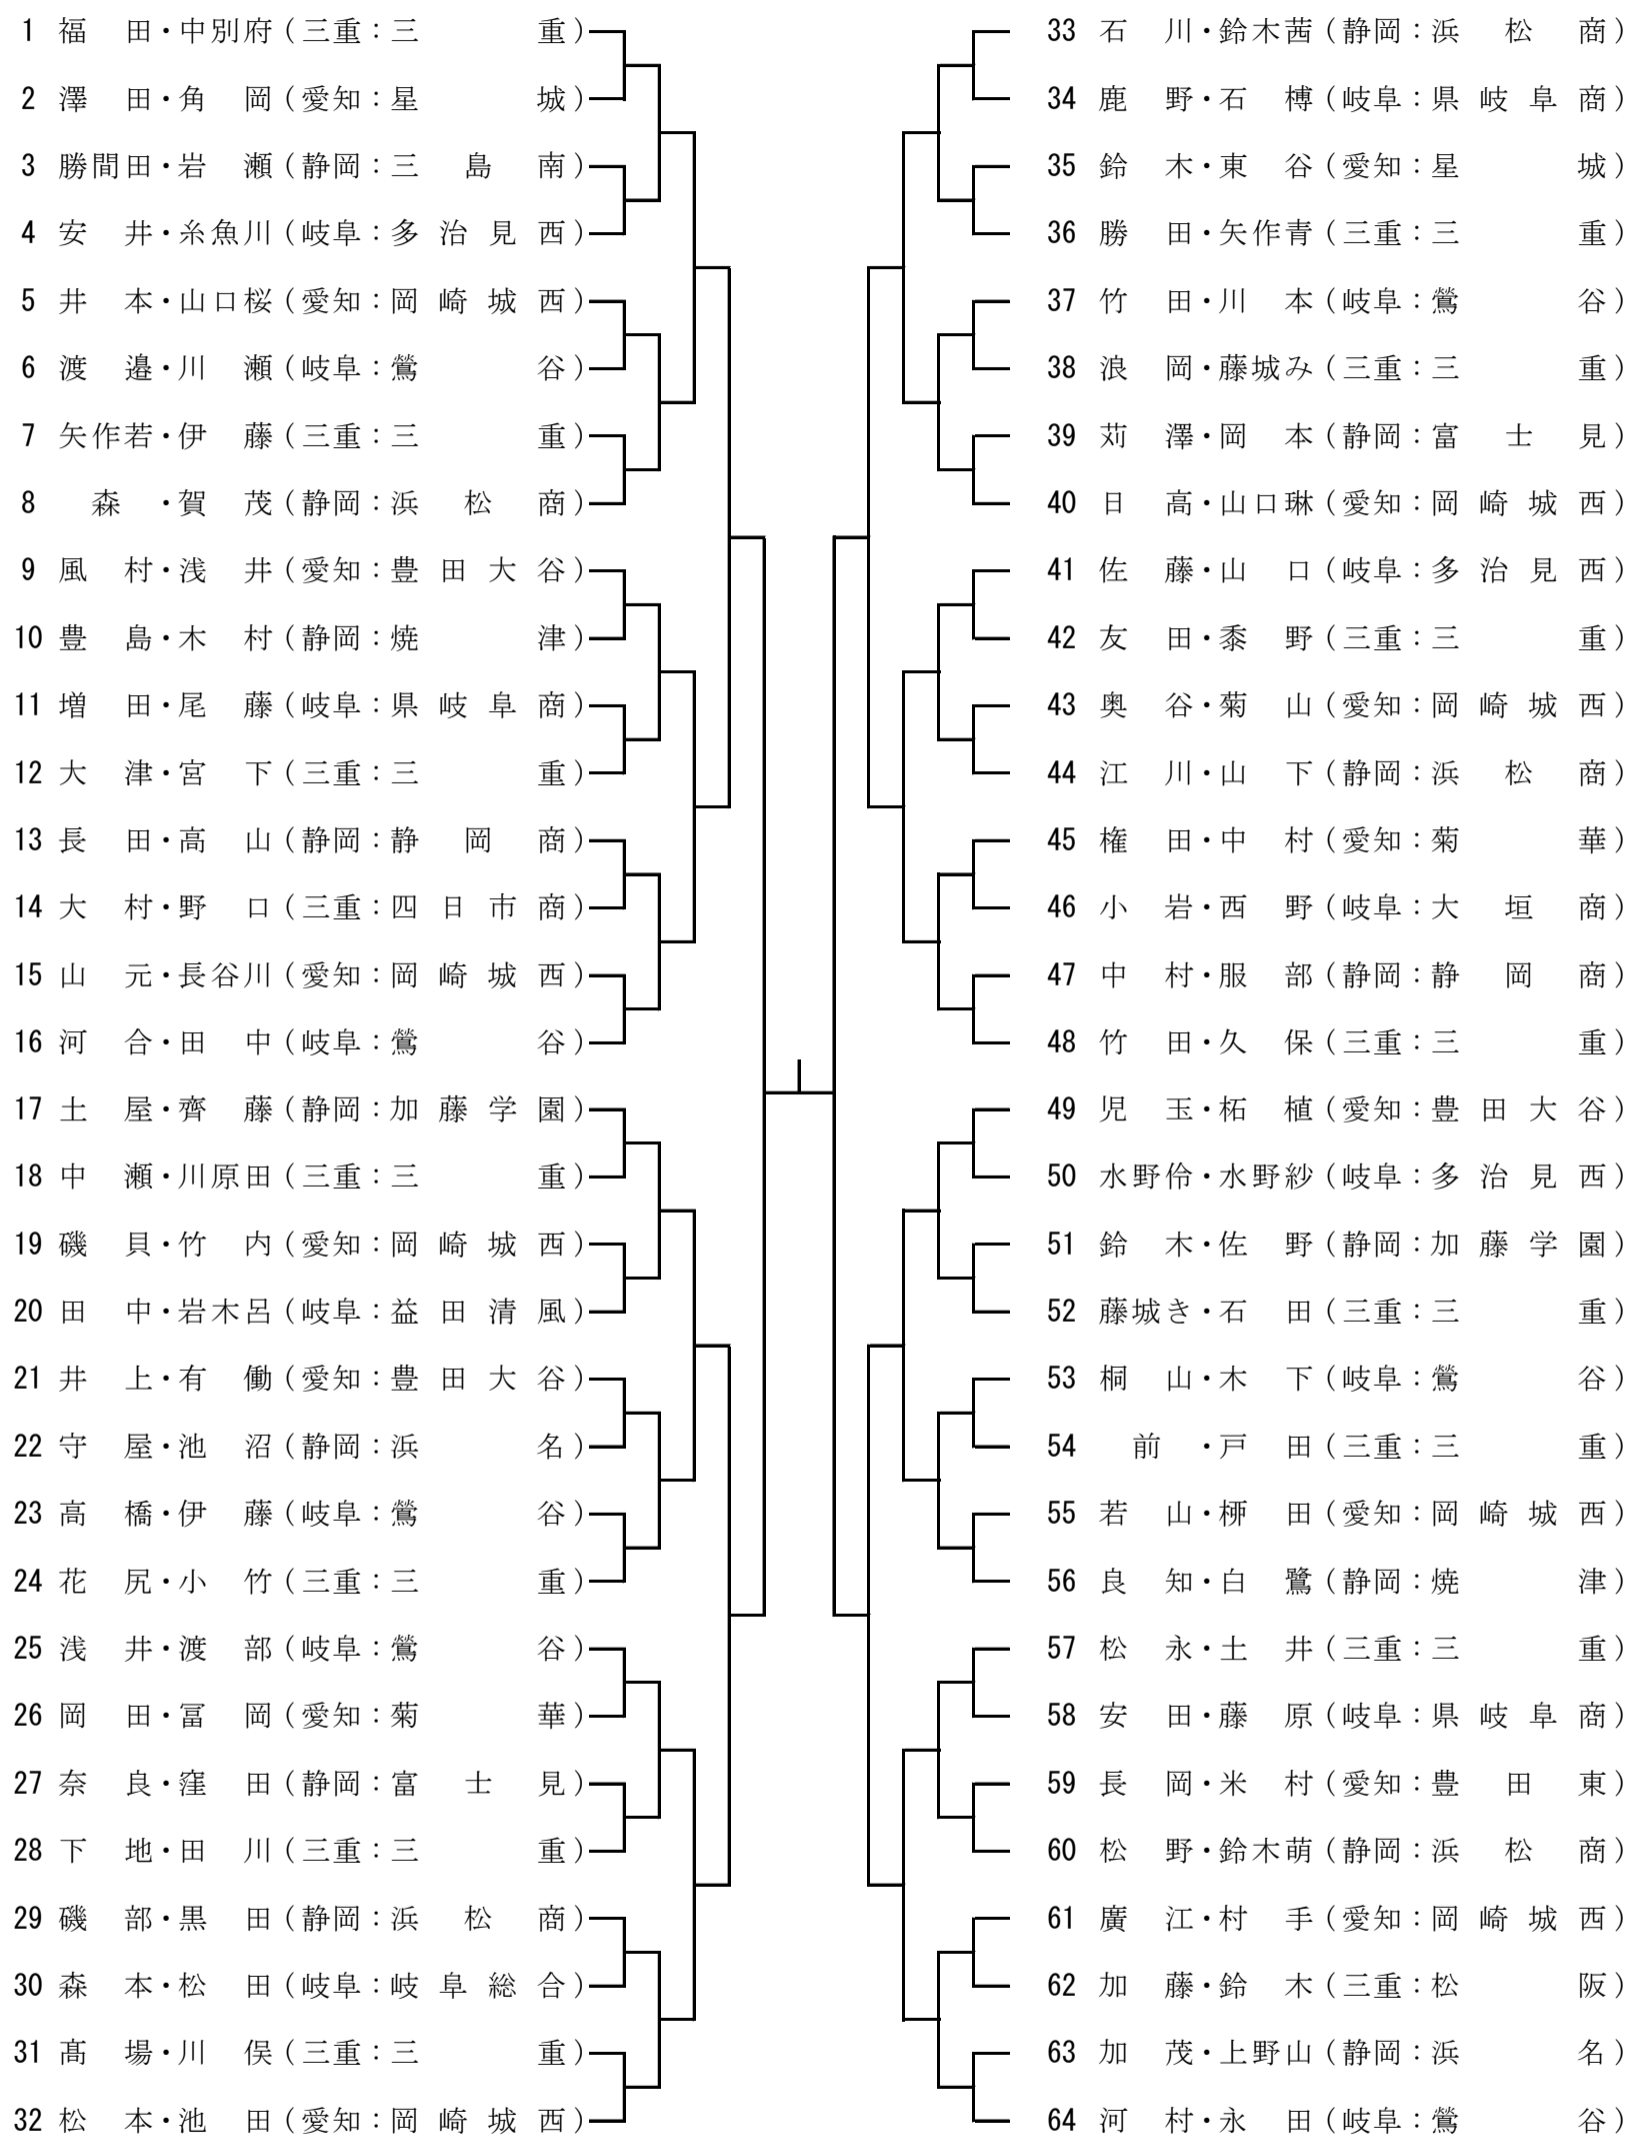 1 福田・中別府(三重:三重)
2 澤田・角岡(愛知:星城)
3 勝間田・岩瀬(静岡:三島南)
4 安井・糸魚川(岐阜:多治見西)
5 井本・山口桜(愛知:岡崎城西)
6 渡邉・川瀬(岐阜:鶯谷)
7 矢作若・伊藤(三重:三重)
8 森・賀茂(静岡:浜松商)
9 風村・浅井(愛知:豊田大谷)
10 豊島・木村(静岡:焼津)
11 増田・尾藤(岐阜:県岐阜商)
12 大津・宮下(三重:三重)
13 長田・高山(静岡:静岡商)
14 大村・野口(三重:四日市商)
15 山元・長谷川(愛知:岡崎城西)
16 河合・田中(岐阜:鶯谷)
17 土屋・齊藤(静岡:加藤学園)
18 中瀬・川原田(三重:三重)
19 磯貝・竹内(愛知:岡崎城西)
20 田中・岩木呂(岐阜:益田清風)
21 井上・有働(愛知:豊田大谷)
22 守屋・池沼(静岡:浜名)
23 高橋・伊藤(岐阜:鶯谷)
24 花尻・小竹(三重:三重)
25 浅井・渡部(岐阜:鶯谷)
26 岡田・冨岡(愛知:菊華)
27 奈良・窪田(静岡:富士見)
28 下地・田川(三重:三重)
29 磯部・黒田(静岡:浜松商)
30 森本・松田(岐阜:岐阜総合)
31 髙場・川俣(三重:三重)
32 松本・池田(愛知:岡崎城西)
33 石川・鈴木茜(静岡:浜松商)
34 鹿野・石榑(岐阜:県岐阜商)
35 鈴木・東谷(愛知:星城)
36 勝田・矢作青(三重:三重)
37 竹田・川本(岐阜:鶯谷)
38 浪岡・藤城み(三重:三重)
39 苅澤・岡本(静岡:富士見)
40 日高・山口琳(愛知:岡崎城西)
41 佐藤・山口(岐阜:多治見西)
42 友田・黍野(三重:三重)
43 奥谷・菊山(愛知:岡崎城西)
44 江川・山下(静岡:浜松商)
45 権田・中村(愛知:菊華)
46 小岩・西野(岐阜:大垣商)
47 中村・服部(静岡:静岡商)
48 竹田・久保(三重:三重)
49 児玉・柘植(愛知:豊田大谷)
50 水野伶・水野紗(岐阜:多治見西)
51 鈴木・佐野(静岡:加藤学園)
52 藤城き・石田(三重:三重)
53 桐山・木下(岐阜:鶯谷)
54 前・戸田(三重:三重)
55 若山・栁田(愛知:岡崎城西)
56 良知・白鷺(静岡:焼津)
57 松永・土井(三重:三重)
58 安田・藤原(岐阜:県岐阜商)
59 長岡・米村(愛知:豊田東)
60 松野・鈴木萌(静岡:浜松商)
61 廣江・村手(愛知:岡崎城西)
62 加藤・鈴木(三重:松阪)
63 加茂・上野山(静岡:浜名)
64 河村・永田(岐阜:鶯谷)